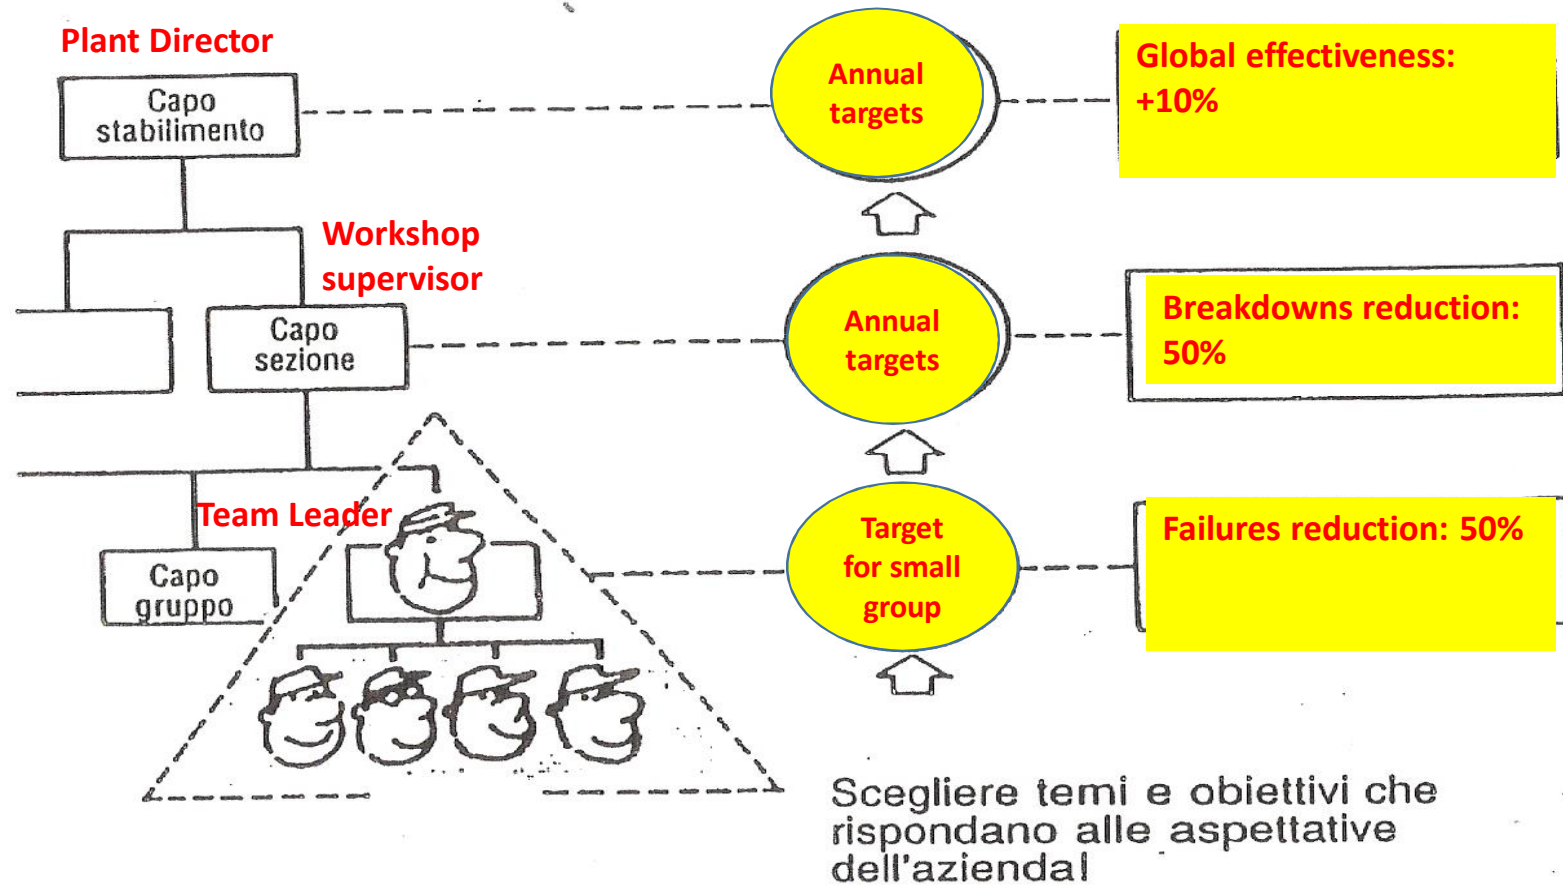 Plant Director
Capo
stabilimento
Annual
targets
Global effectiveness:
+10%
Workshop
supervisor
Capo
sezione
Annual
targets
Breakdowns reduction:
50%
Team Leader
Capo
gruppo
Target
for small
group
Failures reduction: 50%
Scegliere temi e obiettivi che
rispondano alle aspettative
dell'azienda!